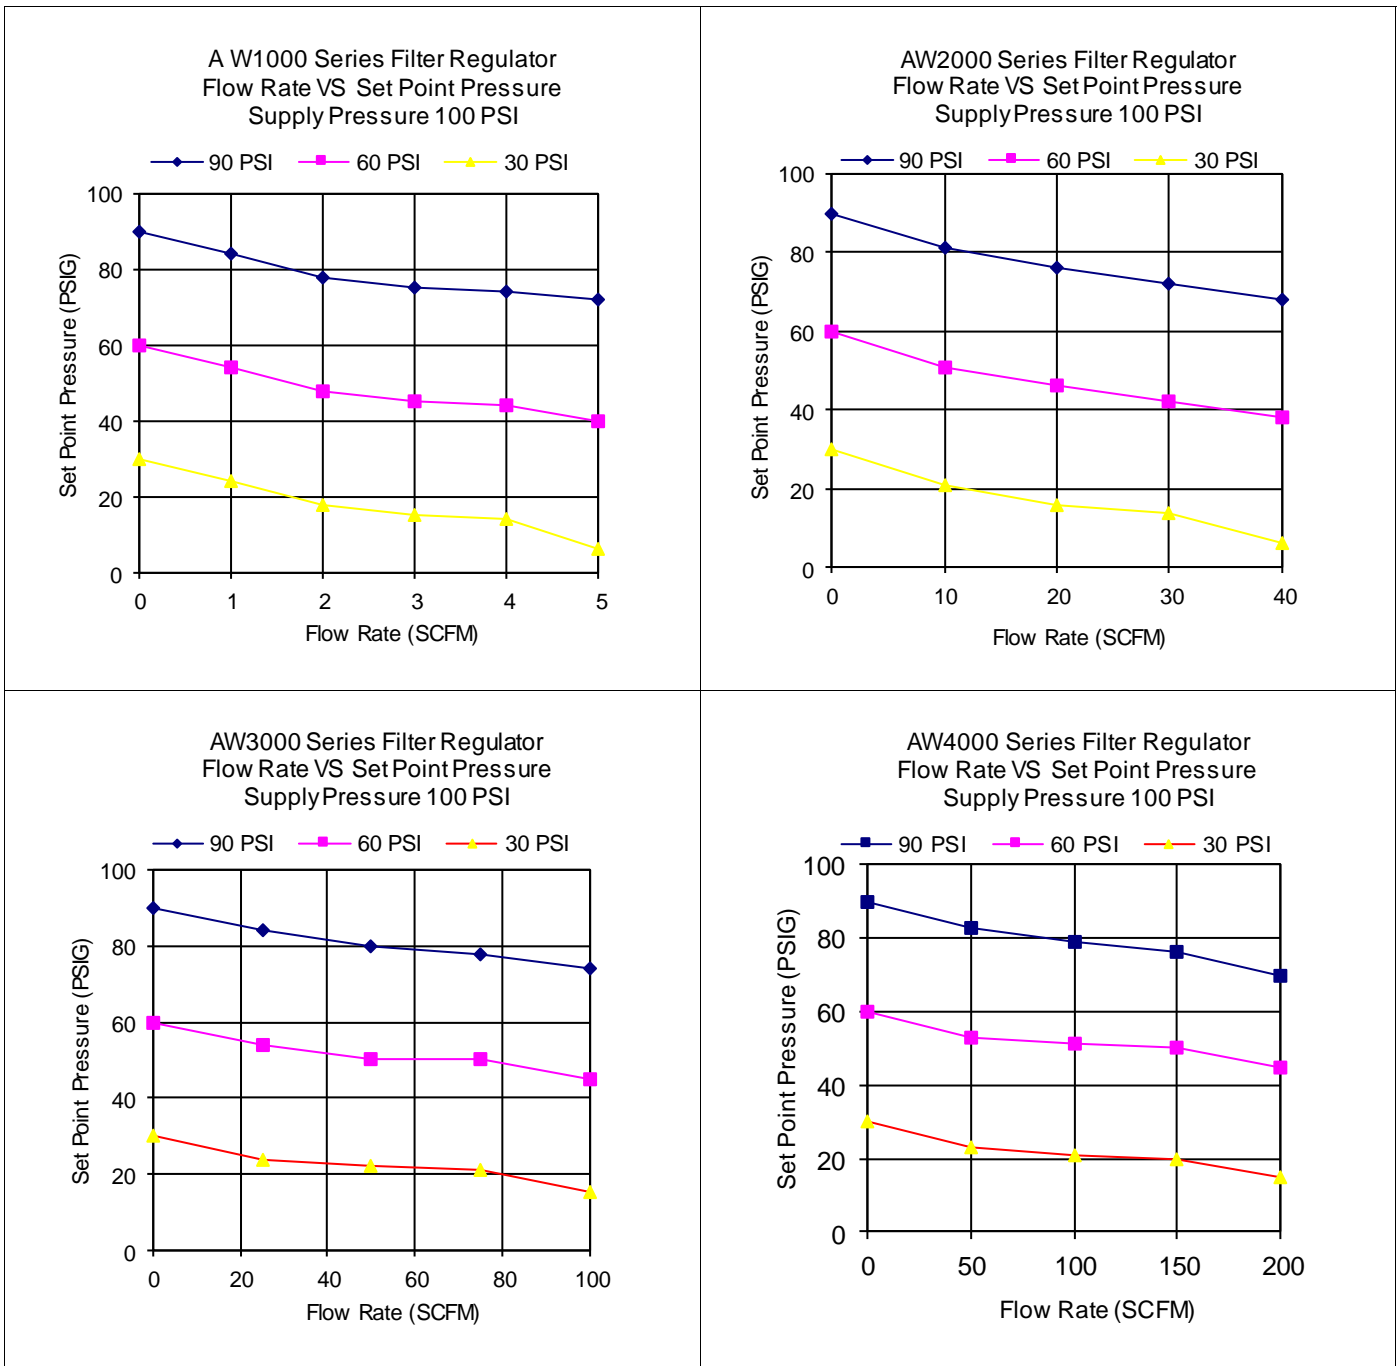 A W1000 Series Filter Regulator
Flow Rate VS Set Point Pressure
Supply Pressure 100 PSI
90 PSI 60 PSI 30 PSI
100
80
60
40
20
0
Set Point Pressure (PSIG)
0 1 2 3 4 5
Flow Rate (SCFM)
AW2000 Series Filter Regulator
Flow Rate VS Set Point Pressure
Supply Pressure 100 PSI
90 PSI 60 PSI 30 PSI
100
80
60
40
20
0
Set Point Pressure (PSIG)
0 10 20 30 40
Flow Rate (SCFM)
AW3000 Series Filter Regulator
Flow Rate VS Set Point Pressure
Supply Pressure 100 PSI
90 PSI 60 PSI 30 PSI
100
80
60
40
20
0
Set Point Pressure (PSIG)
0 20 40 60 80 100
Flow Rate (SCFM)
AW4000 Series Filter Regulator
Flow Rate VS Set Point Pressure
Supply Pressure 100 PSI
90 PSI 60 PSI 30 PSI
100
80
60
40
20
0
Set Point Pressure (PSIG)
0 50 100 150 200
Flow Rate (SCFM)